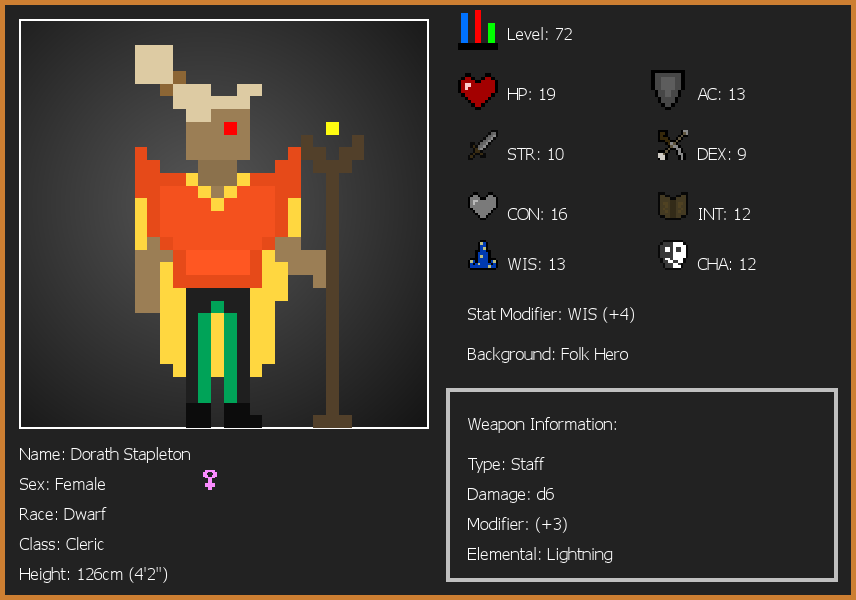 Level: 72
HP: 19
AC: 13
STR: 10
DEX: 9
CON: 16
INT: 12
WIS: 13
CHA: 12
Stat Modifier: WIS (+4)
Background: Folk Hero
Weapon Information:
Type: Staff
Damage: d6
Modifier: (+3)
Elemental: Lightning
Name: Dorath Stapleton
Sex: Female
Race: Dwarf
Class: Cleric
Height: 126cm (4'2")